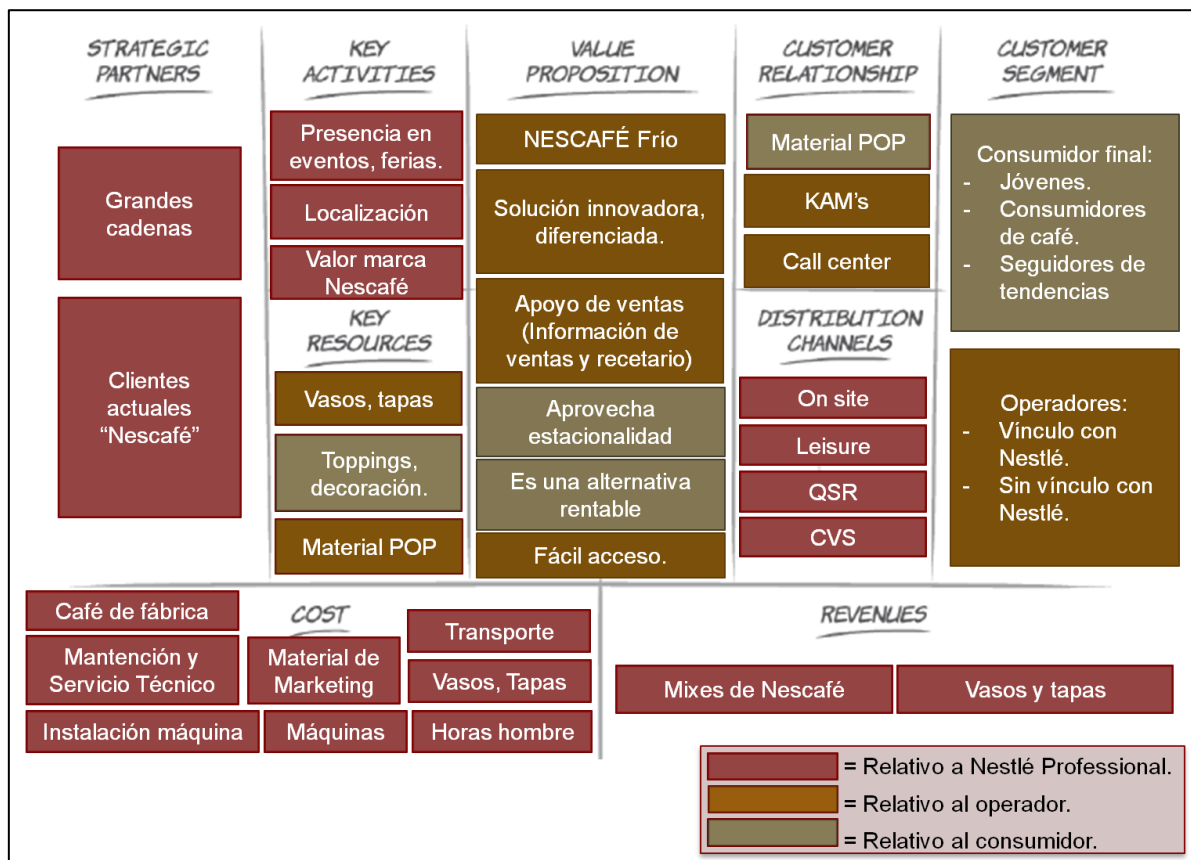 STRATEGIC
PARTNERS
Grandes
cadenas
Clientes
actuales
“Nescafé”
KEY
ACTIVITIES
Presencia en
eventos, ferias.
Localización
Valor marca
Nescafé
KEY
RESOURCES
Vasos, tapas
Toppings,
decoración.
Material POP
VALUE
PROPOSITION
NESCAFÉ Frío
Solución innovadora,
diferenciada.
Apoyo de ventas
(Información de
ventas y recetario)
Aprovecha
estacionalidad
Es una alternativa
rentable
Fácil acceso.
CUSTOMER
RELATIONSHIP
Material POP
KAM’s
Call center
DISTRIBUTION
CHANNELS
On site
Leisure
QSR
CVS
CUSTOMER
SEGMENT
Consumidor final:
- Jóvenes.
- Consumidores
de café.
- Seguidores de
tendencias
Operadores:
- Vínculo con
Nestlé.
- Sin vínculo con
Nestlé.
COST
Café de fábrica
Mantención y
Servicio Técnico
Instalación máquina
Material de
Marketing
Máquinas
Transporte
Vasos, Tapas
Horas hombre
REVENUES
Mixes de Nescafé
Vasos y tapas
= Relativo a Nestlé Professional.
= Relativo al operador.
= Relativo al consumidor.